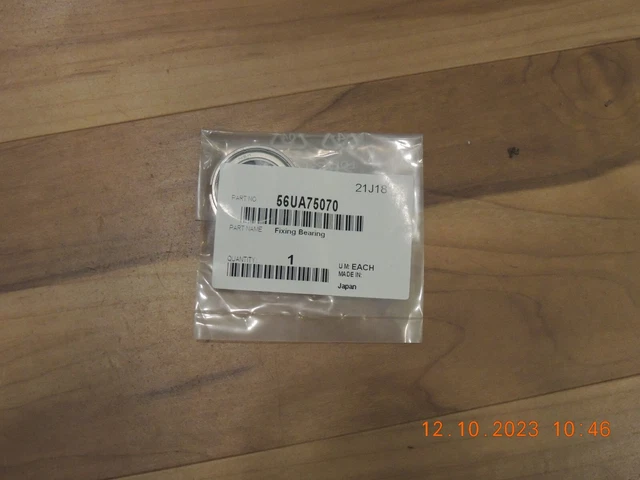 21J18
PART NO. 56UA75070
PART NAME Fixing Bearing
QUANTITY 1
U M: EACH
MADE IN:
Japan
12.10.2023 10:46